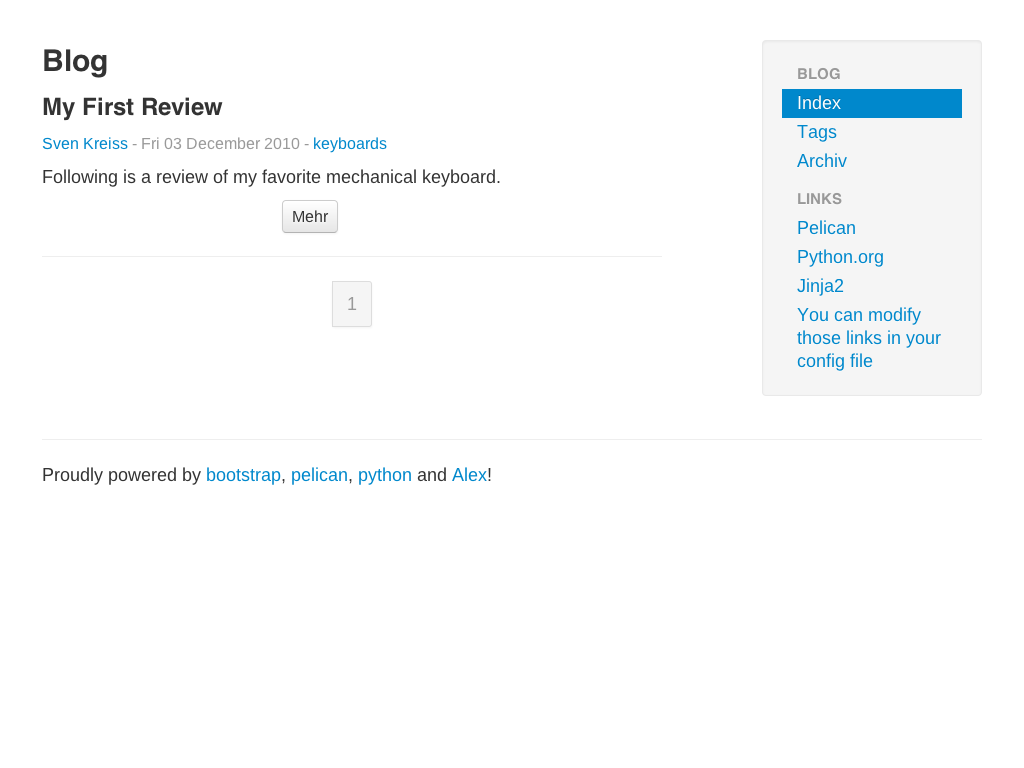 Blog
My First Review
Sven Kreiss - Fri 03 December 2010 - keyboards
Following is a review of my favorite mechanical keyboard.
Mehr
1
BLOG
Index
Tags
Archiv
LINKS
Pelican
Python.org
Jinja2
You can modify
those links in your
config file
Proudly powered by bootstrap, pelican, python and Alex!